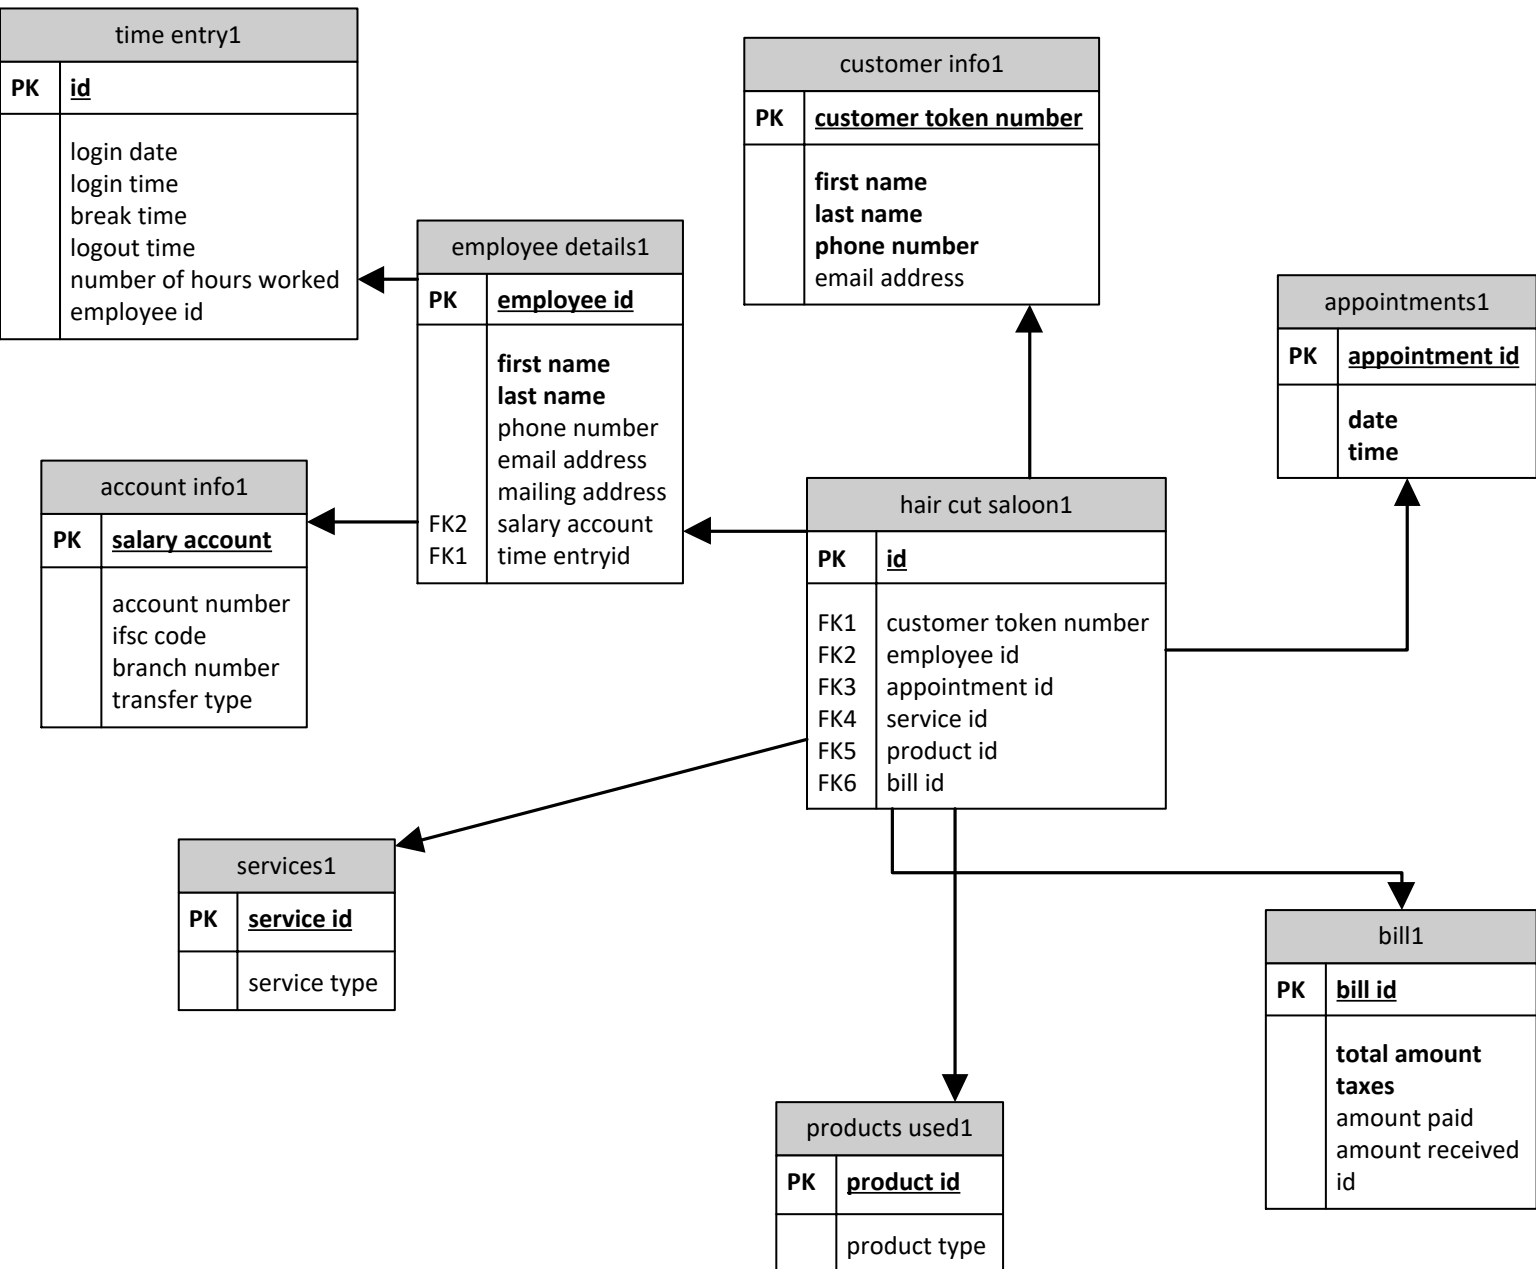 time entry1
PK id
login date
login time
break time
logout time
number of hours worked
employee id
customer info1
PK customer token number
first name
last name
phone number
email address
employee details1
PK employee id
first name
last name
phone number
email address
mailing address
FK2 salary account
FK1 time entryid
appointments1
PK appointment id
date
time
account info1
PK salary account
account number
ifsc code
branch number
transfer type
hair cut saloon1
PK id
FK1 customer token number
FK2 employee id
FK3 appointment id
FK4 service id
FK5 product id
FK6 bill id
services1
PK service id
service type
bill1
PK bill id
total amount
taxes
amount paid
amount received
id
products used1
PK product id
product type